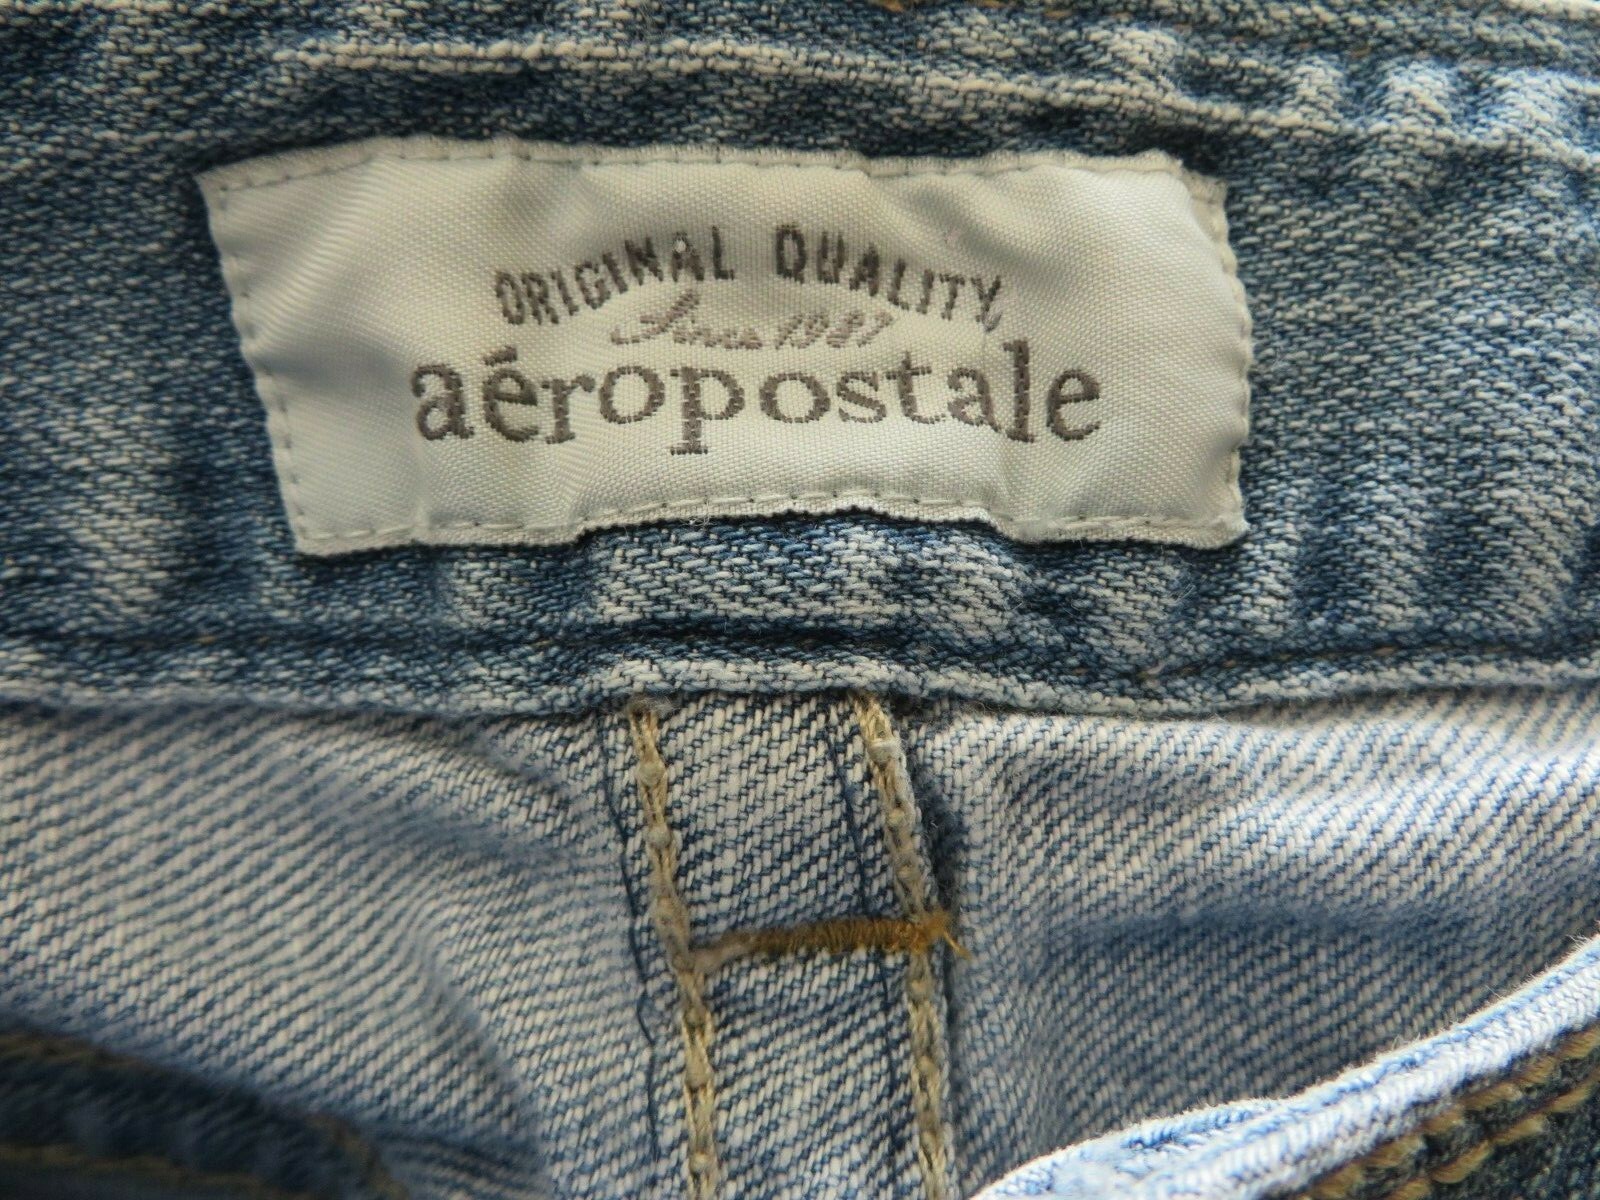 ORIGINAL QUALITY
Since 1987
aéropostale